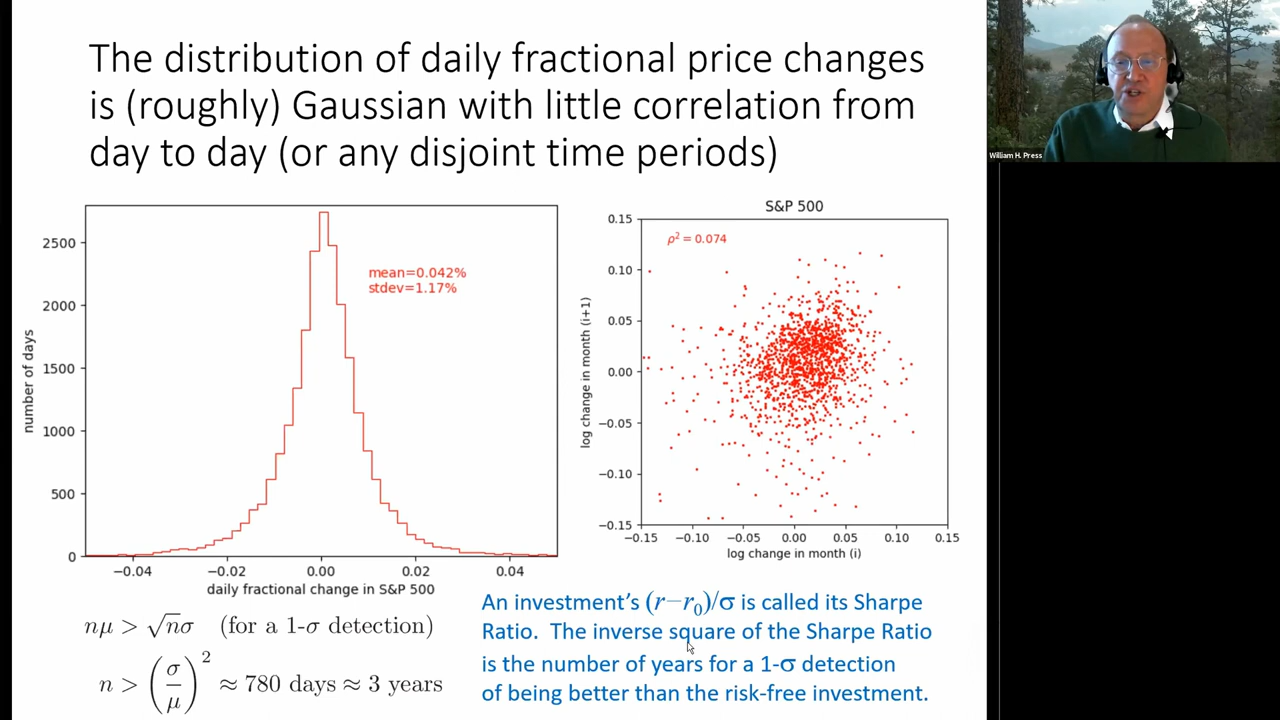 The distribution of daily fractional price changes
is (roughly) Gaussian with little correlation from
day to day (or any disjoint time periods)
William H. Press
2500
2000
1500
1000
500
0
number of days
mean=0.042%
stdev=1.17%
−0.04 −0.02 0.00 0.02 0.04
daily fractional change in S&P 500
S&P 500
ρ² = 0.074
0.15
0.10
0.05
0.00
−0.05
−0.10
−0.15
log change in month (i+1)
−0.15 −0.10 −0.05 0.00 0.05 0.10 0.15
log change in month (i)
nμ > √nσ (for a 1-σ detection)
n > (σ/μ)² ≈ 780 days ≈ 3 years
An investment's (r−r₀)/σ is called its Sharpe
Ratio. The inverse square of the Sharpe Ratio
is the number of years for a 1-σ detection
of being better than the risk-free investment.